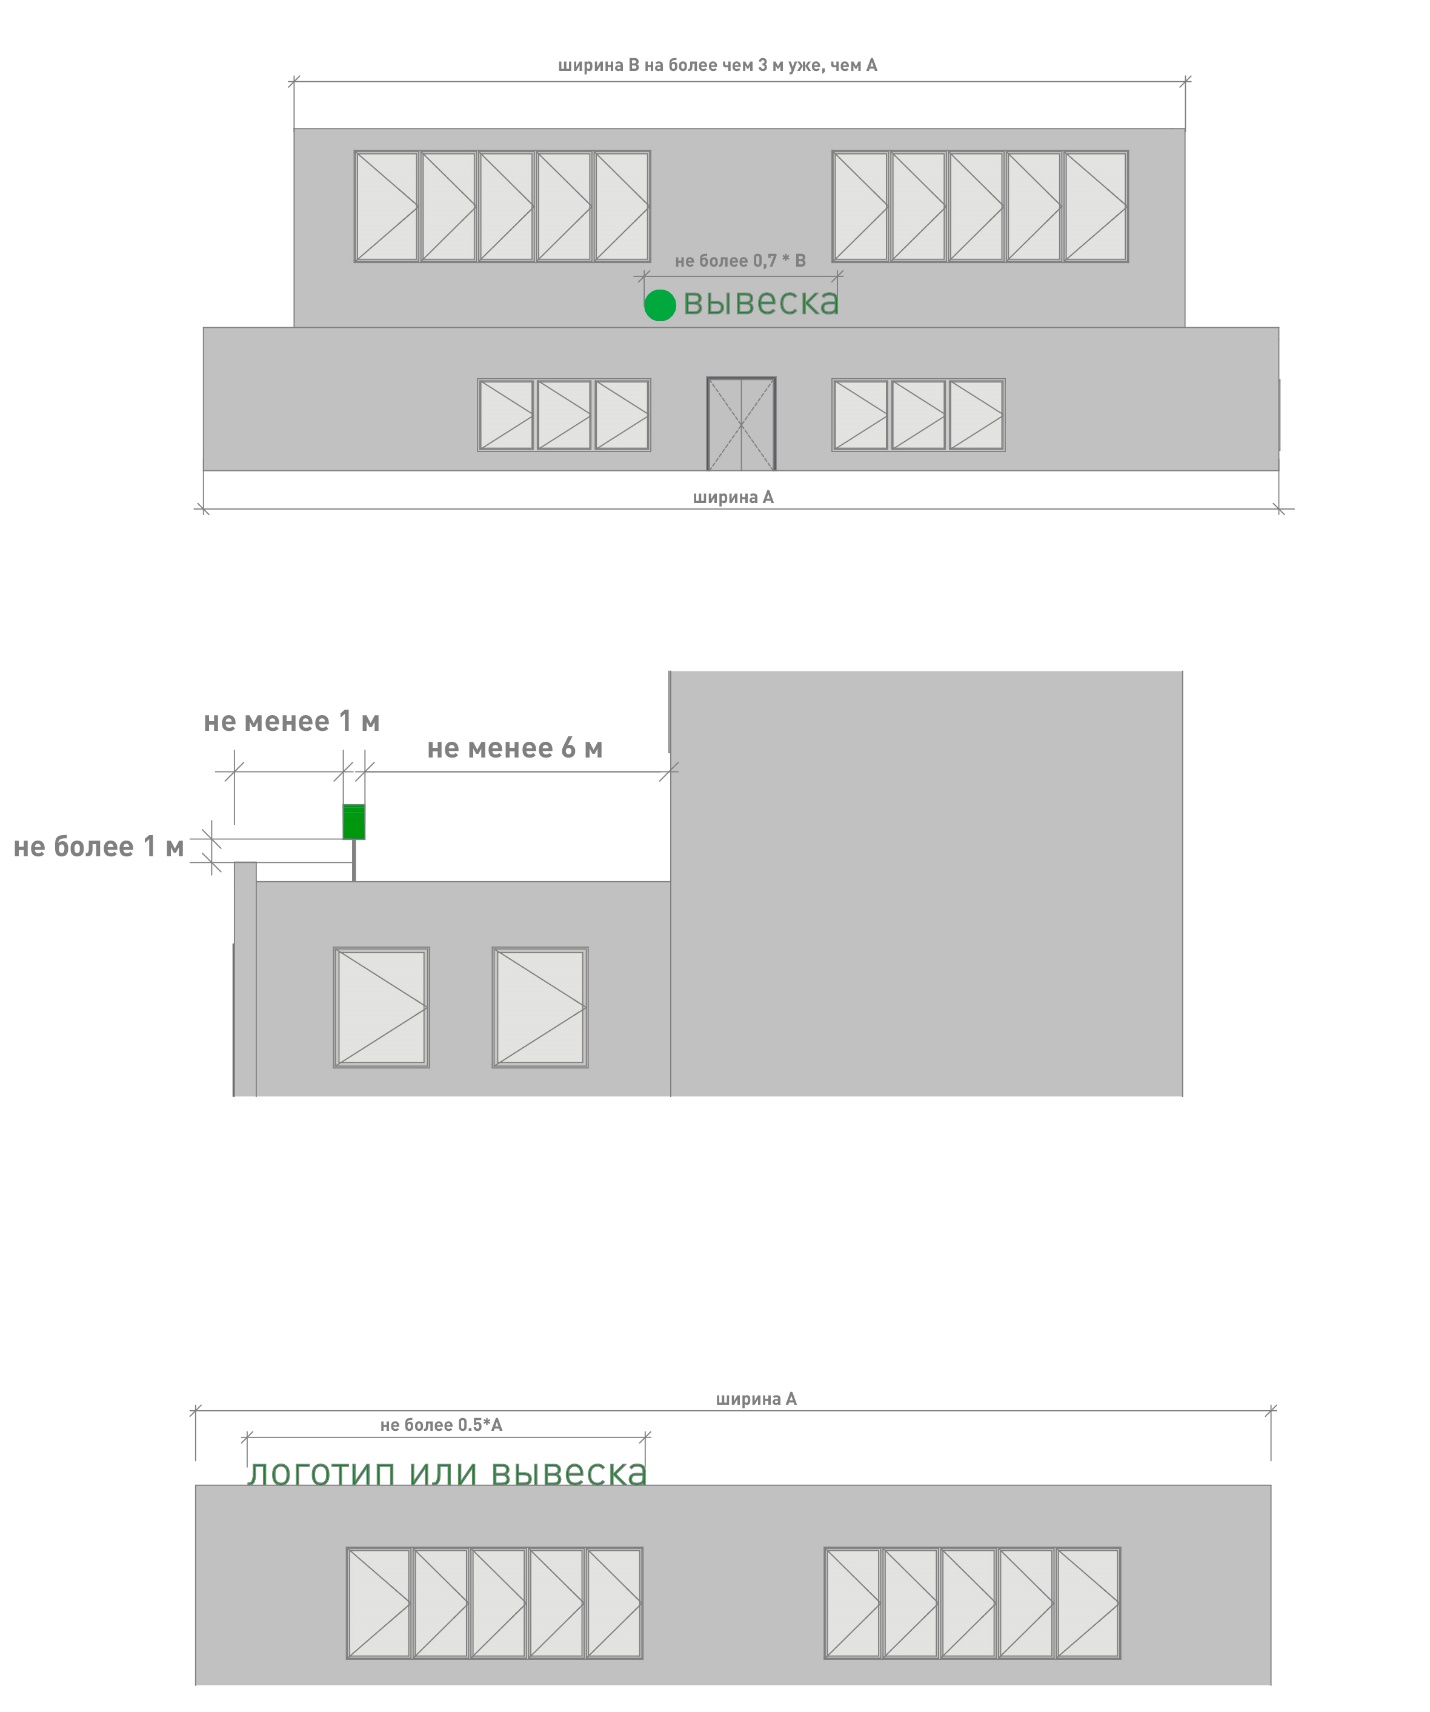 ширина В на более чем 3 м уже, чем А
не более 0,7 * В
вывеска
ширина А
не менее 1 м
не менее 6 м
не более 1 м
ширина А
не более 0.5*А
логотип или вывеска